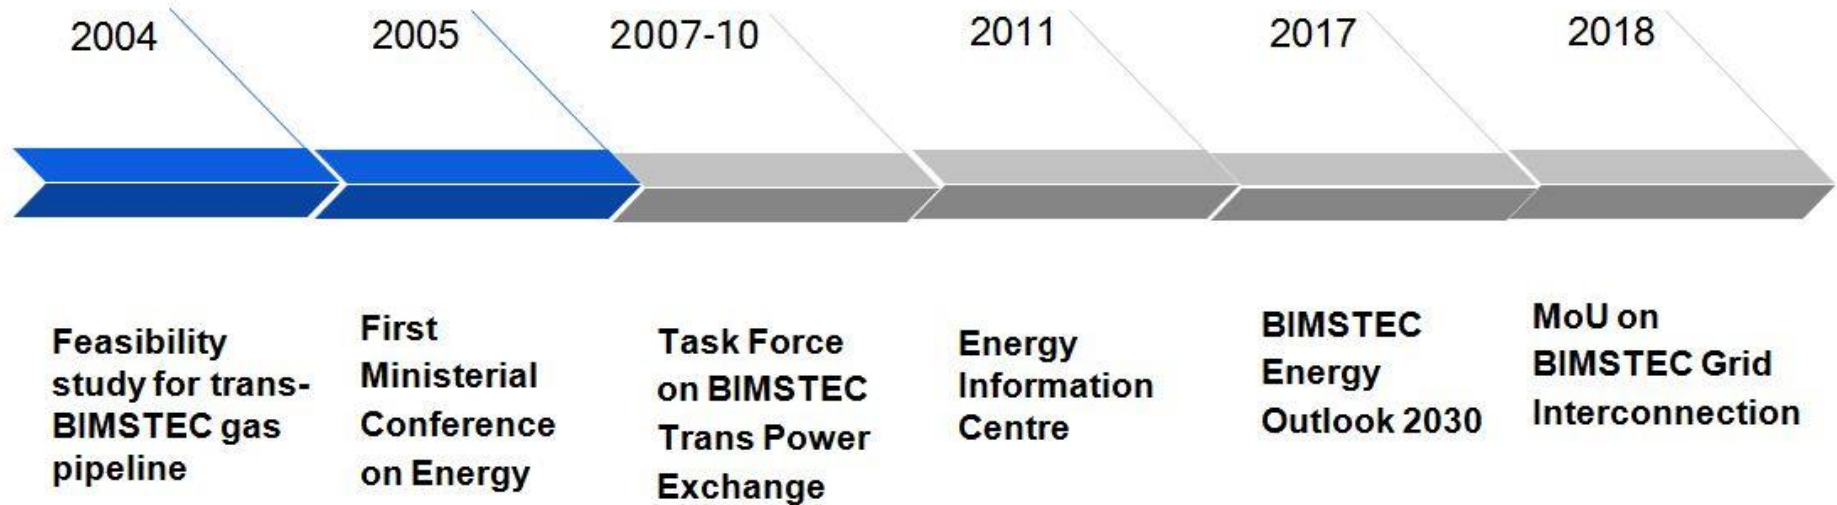 2004
2005
2007-10
2011
2017
2018
Feasibility
study for trans-
BIMSTEC gas
pipeline
First
Ministerial
Conference
on Energy
Task Force
on BIMSTEC
Trans Power
Exchange
Energy
Information
Centre
BIMSTEC
Energy
Outlook 2030
MoU on
BIMSTEC Grid
Interconnection